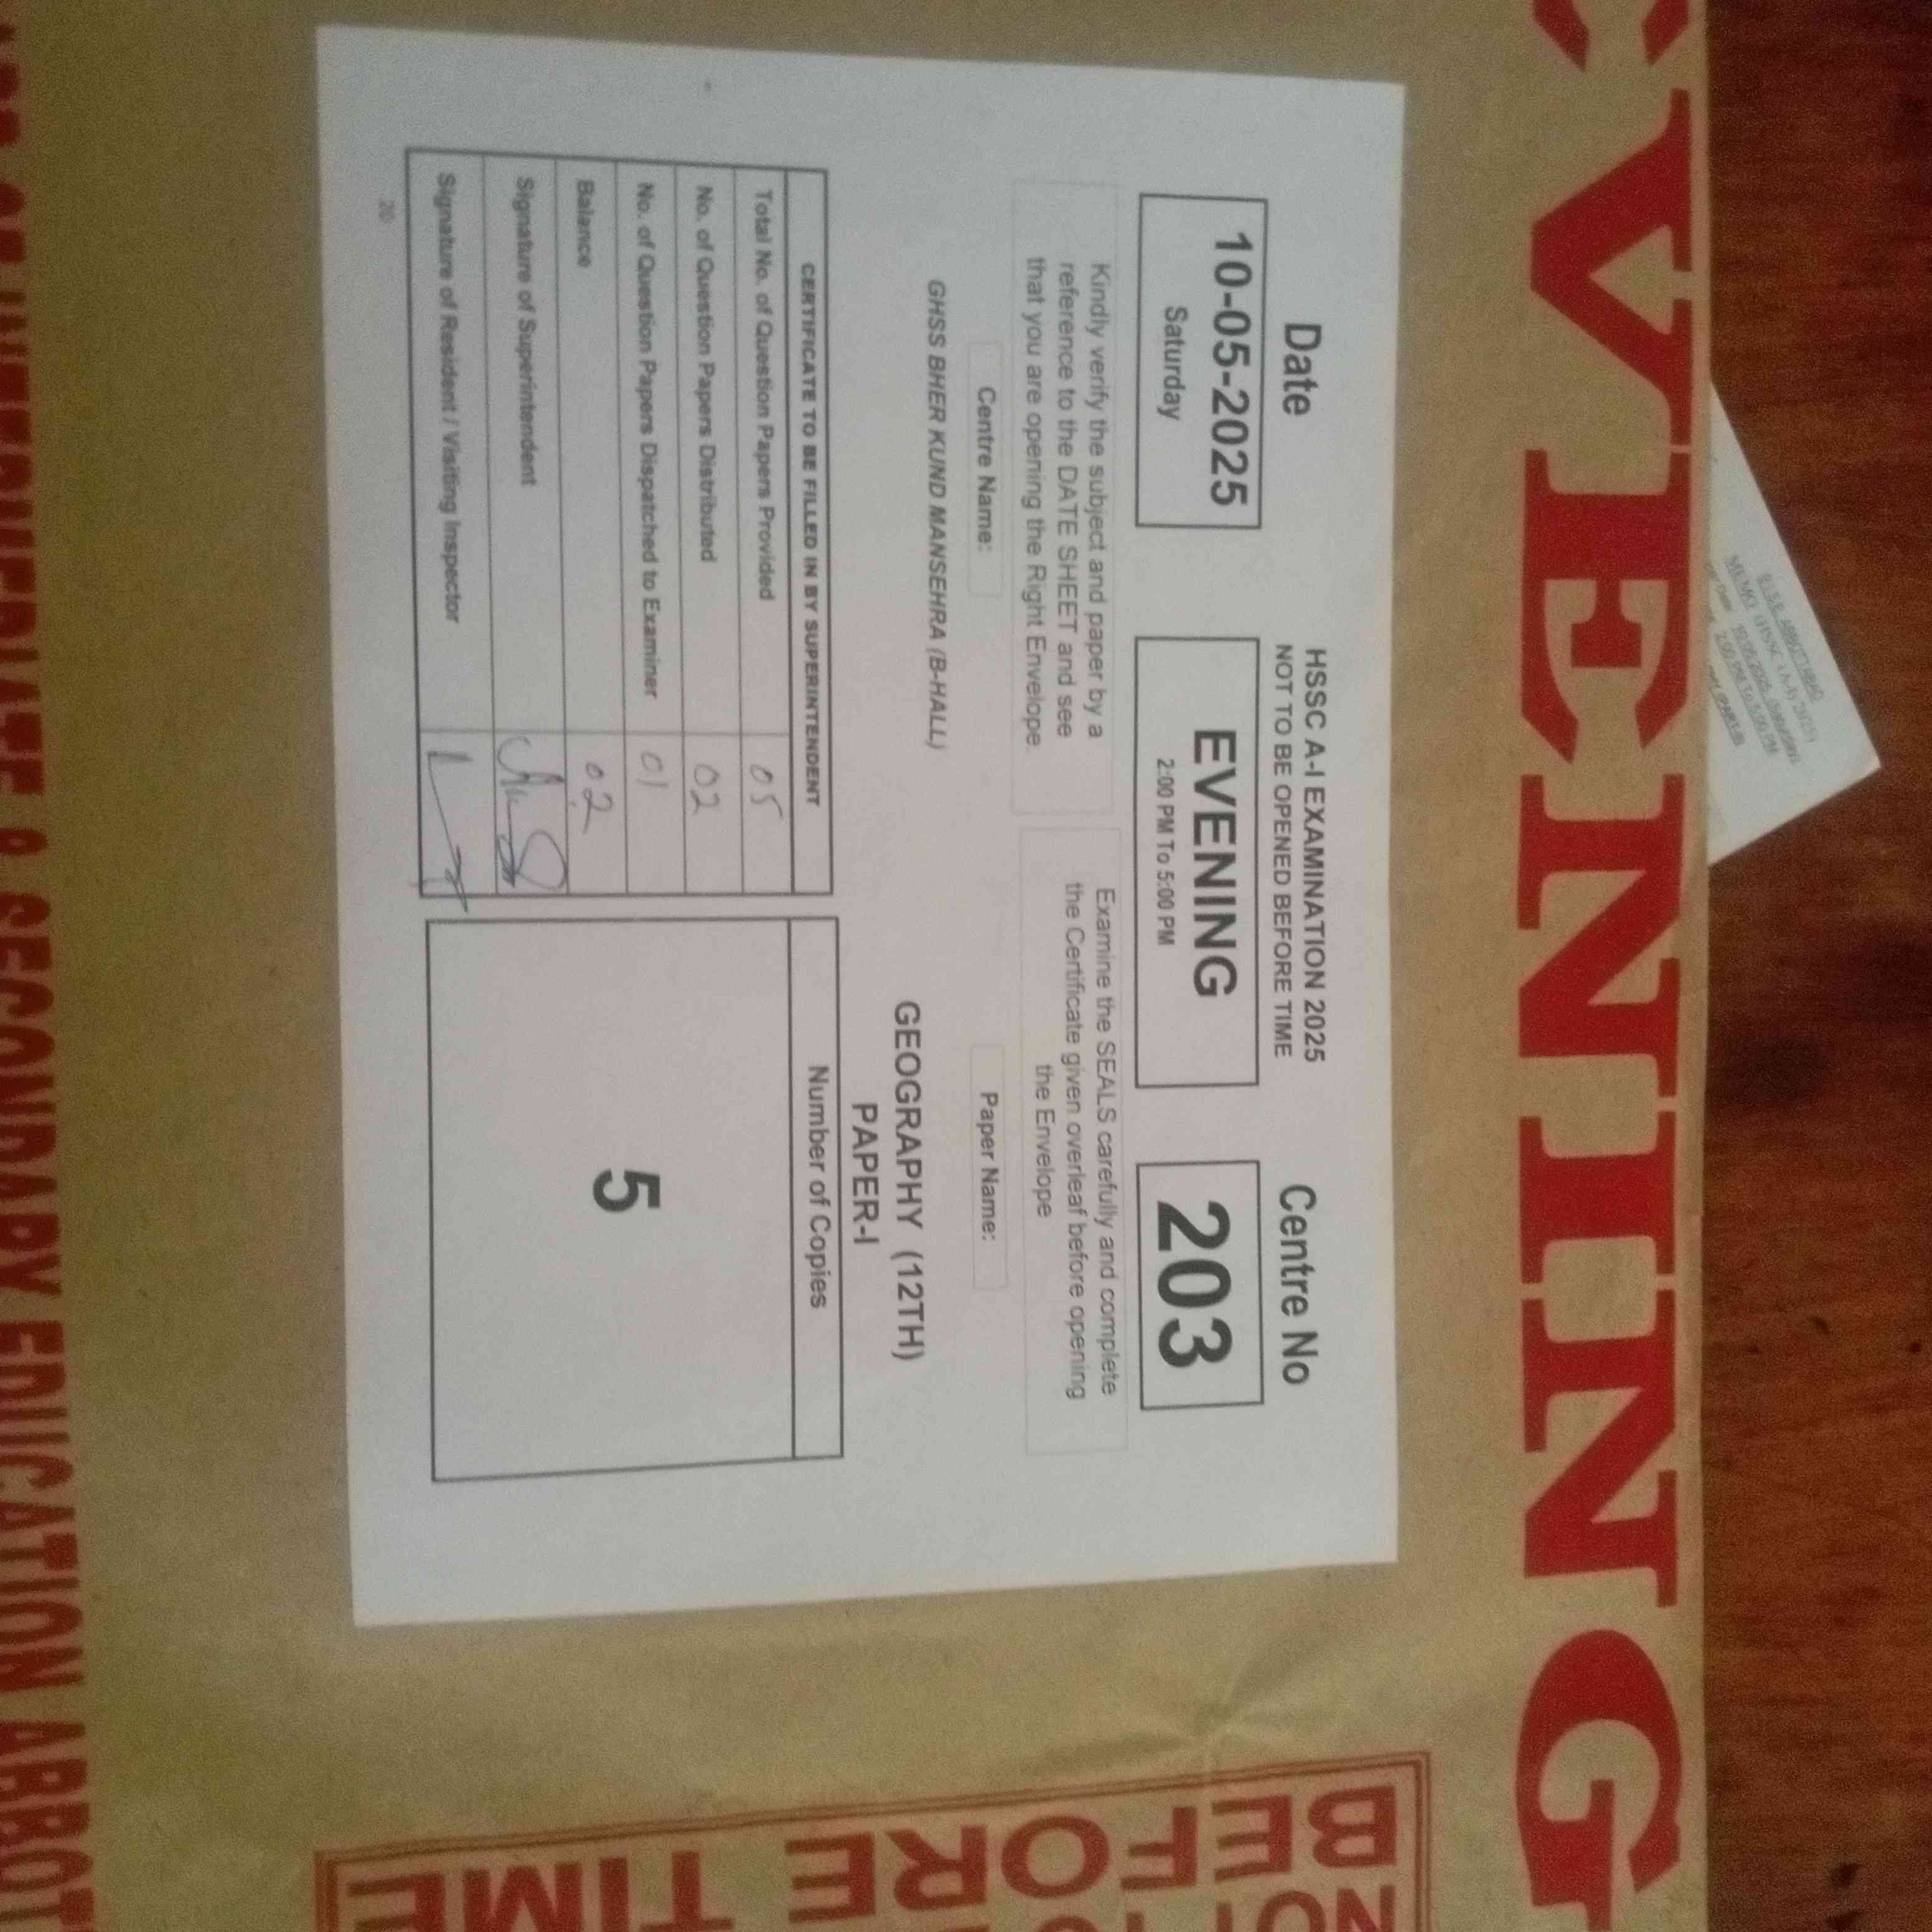 EVENING
Date
10-05-2025
Saturday
HSSC A-I EXAMINATION 2025
NOT TO BE OPENED BEFORE TIME
EVENING
2:00 PM To 5:00 PM
Centre No
203
Kindly verify the subject and paper by a
reference to the DATE SHEET and see
that you are opening the Right Envelope
Examine the SEALS carefully and complete
the Certificate given overleaf before opening
the Envelope
Centre Name:
GHSS BHER KUND MANSEHRA (B-HALL)
Paper Name:
GEOGRAPHY (12TH)
PAPER-I
CERTIFICATE TO BE FILLED IN BY SUPERINTENDENT
Total No. of Question Papers Provided 05
No. of Question Papers Distributed 02
No. of Question Papers Dispatched to Examiner 01
Balance 02
Signature of Superintendent
Signature of Resident / Visiting Inspector
Number of Copies
5
20
INTERMEDIATE & SECONDARY EDUCATION ABBOT
TIME